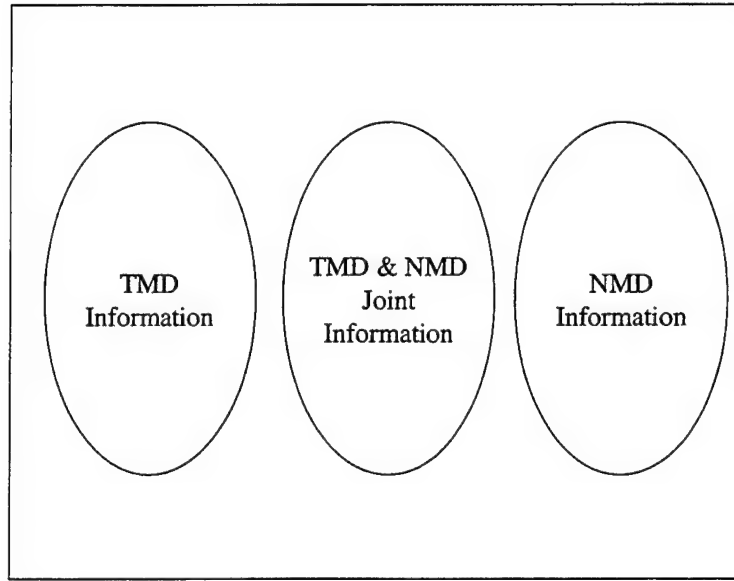 TMD
Information
TMD & NMD
Joint
Information
NMD
Information